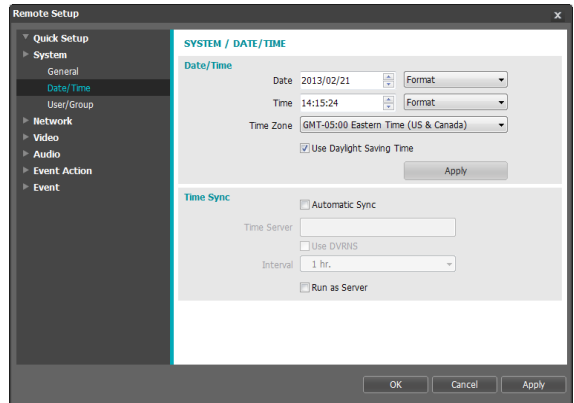 Remote Setup
x
Quick Setup
System
General
Date/Time
User/Group
Network
Video
Audio
Event Action
Event
SYSTEM / DATE/TIME
Date/Time
Date 2013/02/21 Format
Time 14:15:24 Format
Time Zone GMT-05:00 Eastern Time (US & Canada)
Use Daylight Saving Time
Apply
Time Sync
Automatic Sync
Time Server
Use DVRNS
Interval 1 hr.
Run as Server
OK Cancel Apply